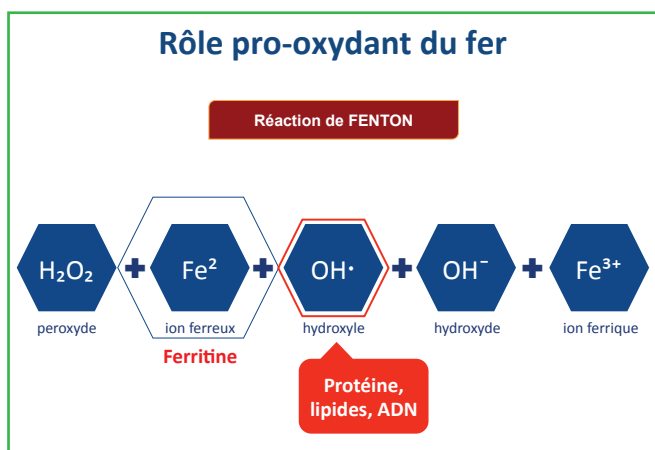 Rôle pro-oxydant du fer
Réaction de FENTON
H₂O₂ + Fe² + OH· + OH⁻ + Fe³⁺
peroxyde ion ferreux hydroxyle hydroxyde ion ferrique
Ferritine
Protéine,
lipides, ADN